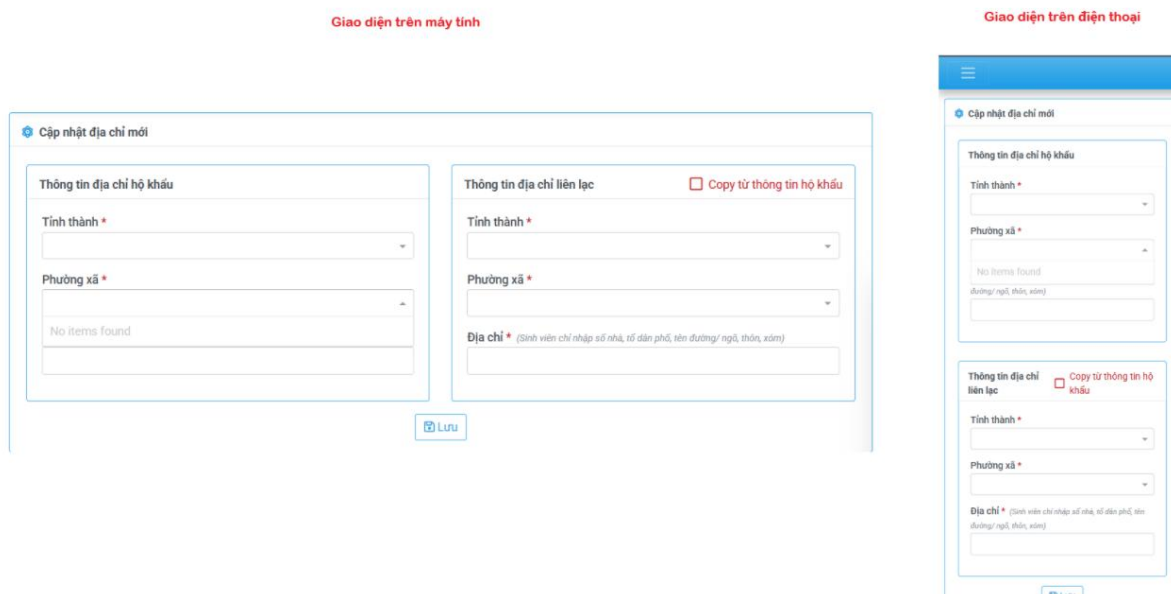 Giao diện trên máy tính
Cập nhật địa chỉ mới
Thông tin địa chỉ hộ khẩu
Tỉnh thành *
Phường xã *
No items found
Thông tin địa chỉ liên lạc
Copy từ thông tin hộ khẩu
Tỉnh thành *
Phường xã *
Địa chỉ * (Sinh viên chỉ nhập số nhà, tổ dân phố, tên đường/ ngõ, thôn, xóm)
Lưu
Giao diện trên điện thoại
Cập nhật địa chỉ mới
Thông tin địa chỉ hộ khẩu
Tỉnh thành *
Phường xã *
No items found
đường/ ngõ, thôn, xóm)
Thông tin địa chỉ
liên lạc
Copy từ thông tin hộ
khẩu
Tỉnh thành *
Phường xã *
Địa chỉ * (Sinh viên chỉ nhập số nhà, tổ dân phố, tên
đường/ ngõ, thôn, xóm)